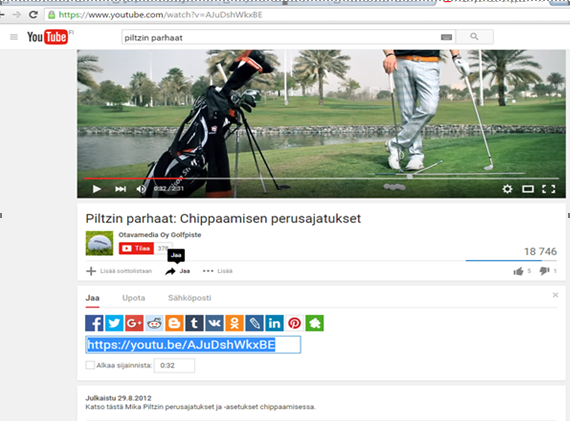 https://www.youtube.com/watch?v=AJuDshWkxBE
YouTube FI
piltzin parhaat
0:32 / 2:31
Piltzin parhaat: Chippaamisen perusajatukset
Otavamedia Oy Golfpiste
Tilaa 376
Jaa
18 746
Lisää soittolistaan Jaa Lisää
5 1
Jaa Upota Sähköposti
https://youtu.be/AJuDshWkxBE
Alkaa sijainnista: 0:32
Julkaistu 29.8.2012
Katso tästä Mika Piltzin perusajatukset ja -asetukset chippaamisessa.